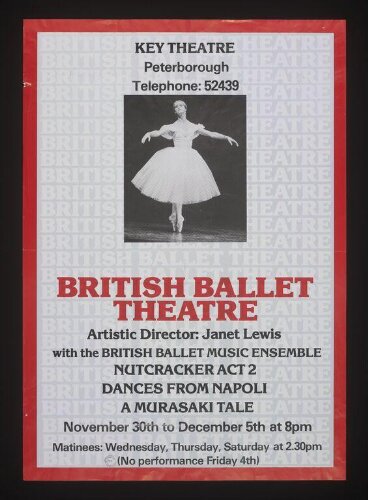 KEY THEATRE
Peterborough
Telephone: 52439
BRITISH BALLET
THEATRE
Artistic Director: Janet Lewis
with the BRITISH BALLET MUSIC ENSEMBLE
NUTCRACKER ACT 2
DANCES FROM NAPOLI
A MURASAKI TALE
November 30th to December 5th at 8pm
Matinees: Wednesday, Thursday, Saturday at 2.30pm
(No performance Friday 4th)